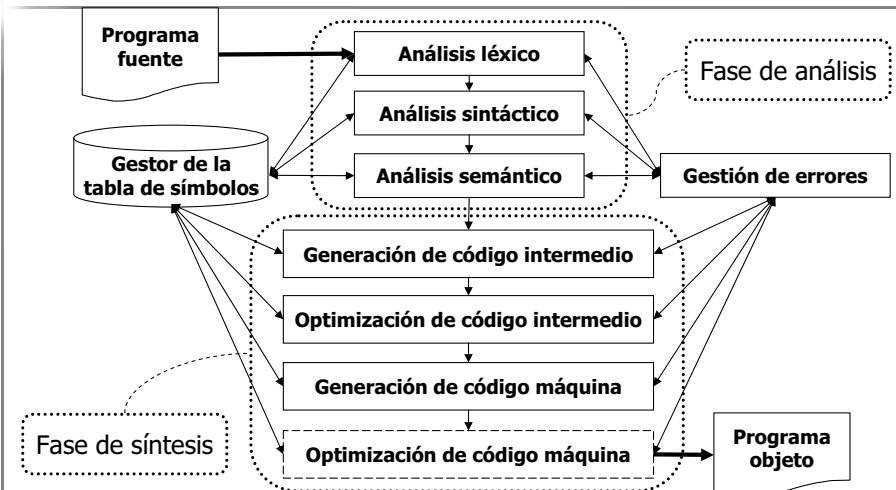 Programa
fuente
Análisis léxico
Fase de análisis
Análisis sintáctico
Gestor de la
tabla de símbolos
Análisis semántico
Gestión de errores
Generación de código intermedio
Optimización de código intermedio
Generación de código máquina
Fase de síntesis
Optimización de código máquina
Programa
objeto